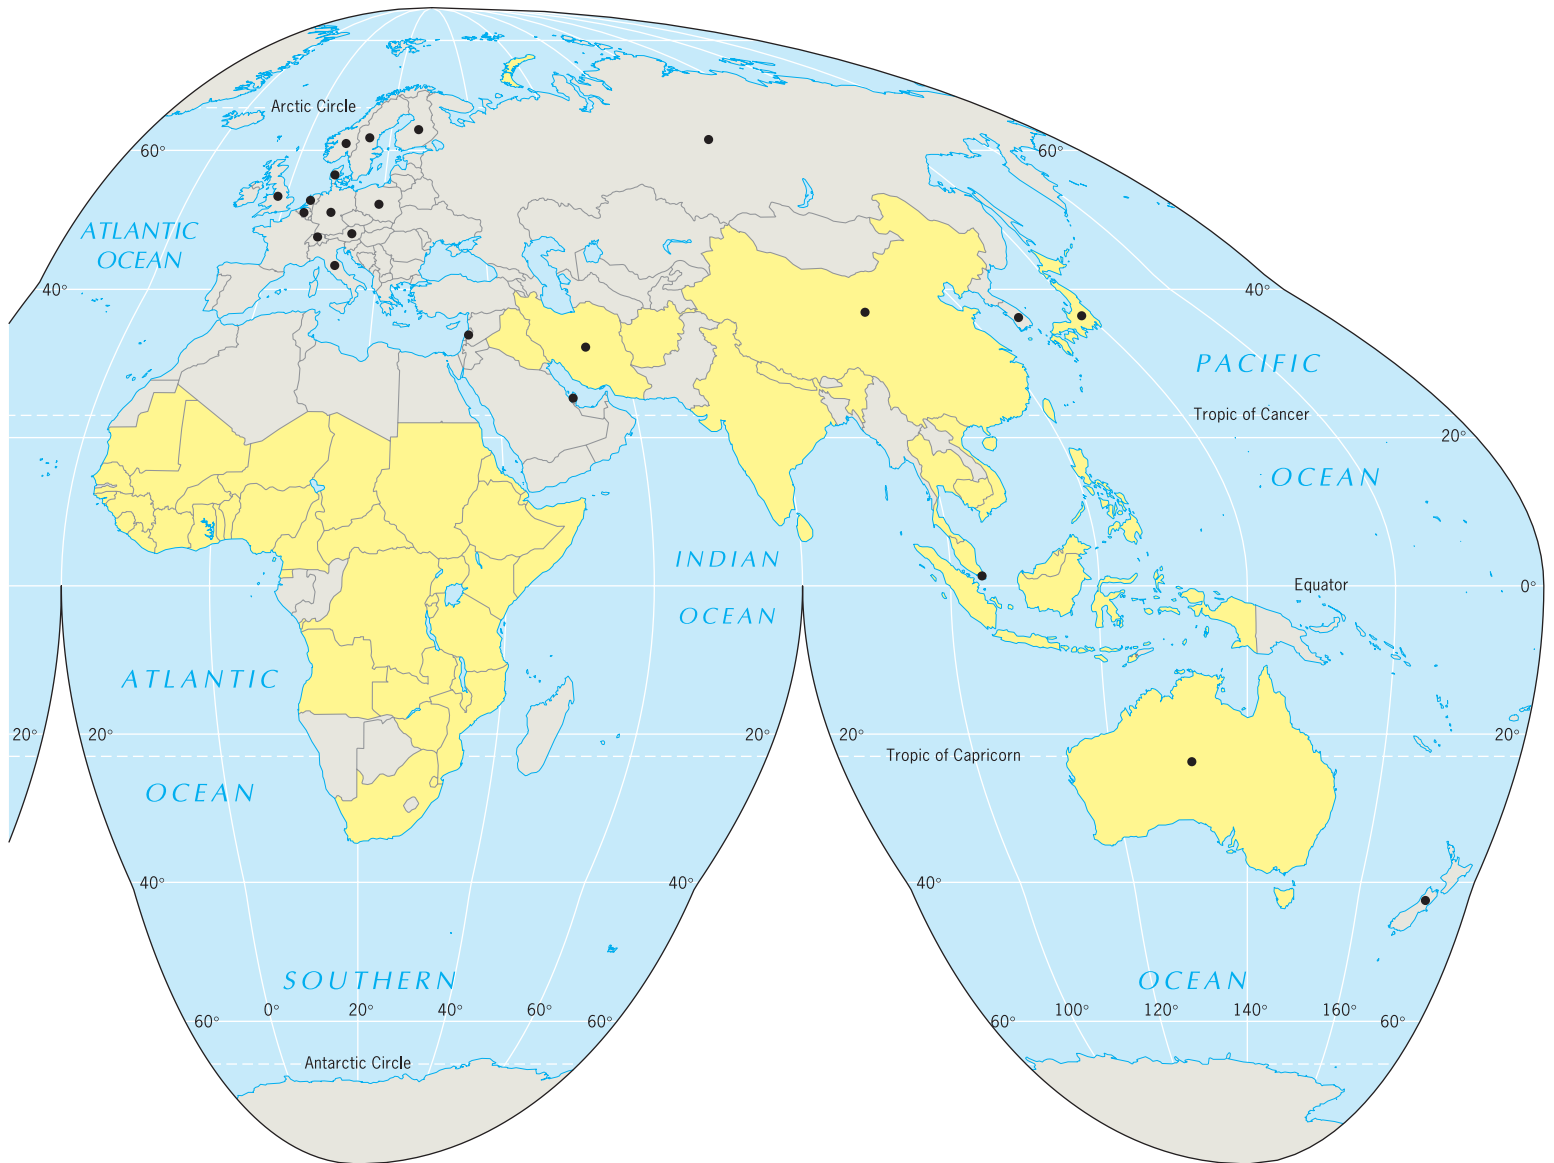 Arctic Circle
60°
60°
ATLANTIC
OCEAN
40°
40°
PACIFIC
Tropic of Cancer
20°
OCEAN
INDIAN
OCEAN
Equator
0°
ATLANTIC
20°
20°
20°
20°
20°
Tropic of Capricorn
OCEAN
40°
40°
40°
SOUTHERN
OCEAN
0°
20°
40°
60°
100°
120°
140°
160°
60°
60°
60°
60°
Antarctic Circle